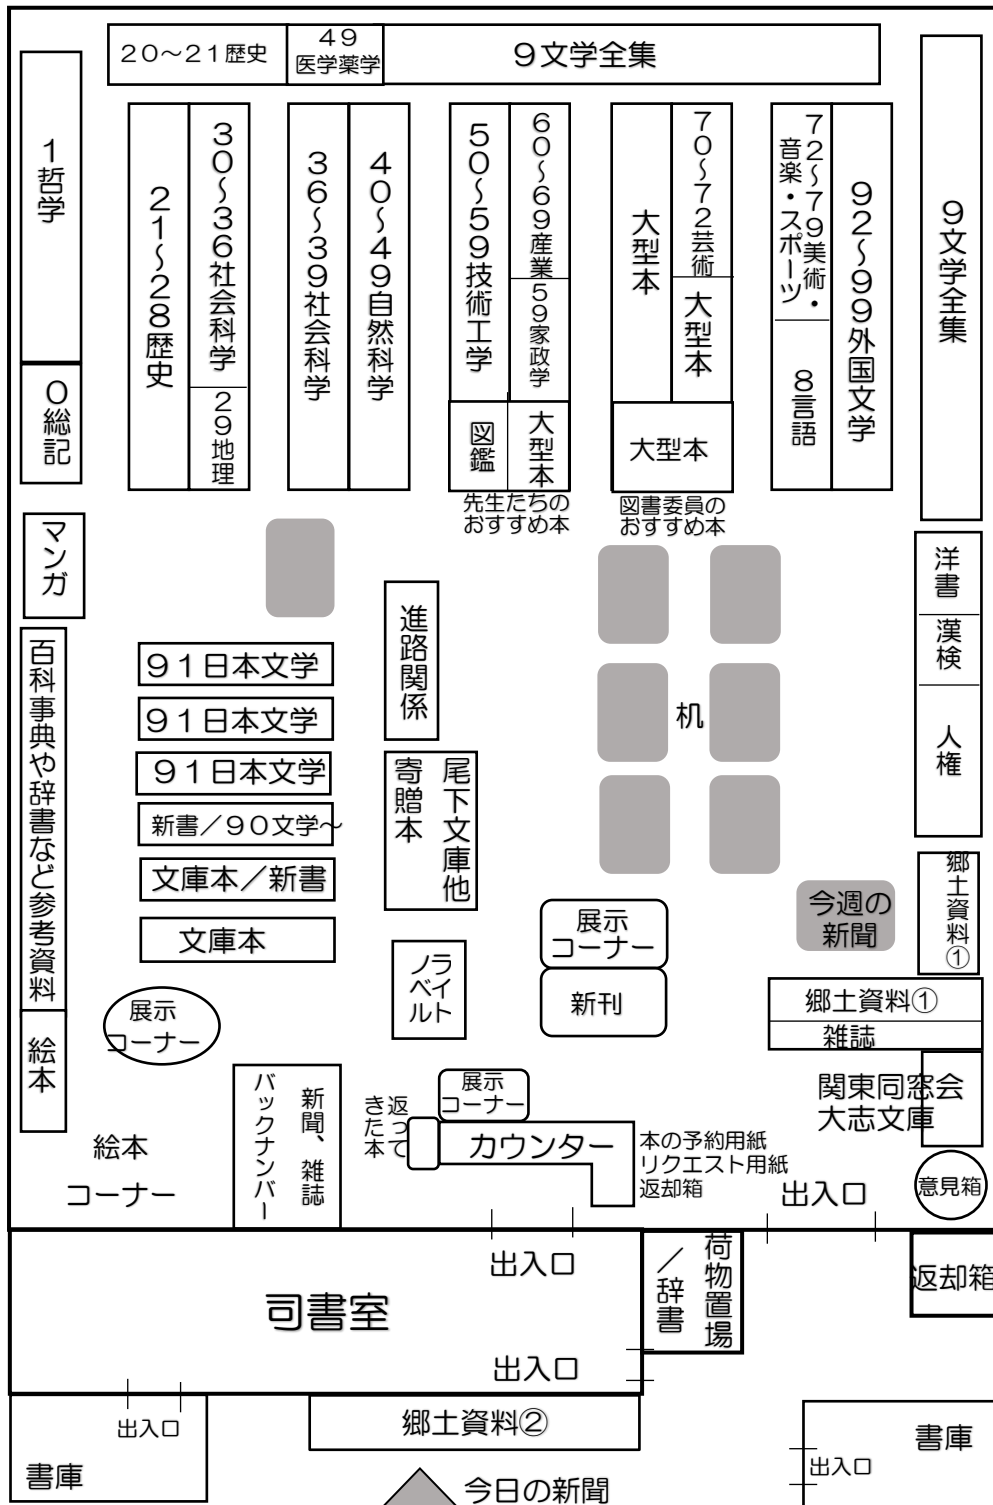 20～21歴史
49
医学薬学
9文学全集
1哲学
0総記
21～28歴史
30～36社会科学
29地理
36～39社会科学
40～49自然科学
50～59技術工学
60～69産業
59家政学
図鑑
大型本
先生たちの
おすすめ本
大型本
70～72芸術
大型本
大型本
図書委員の
おすすめ本
72～79美術・
音楽・スポーツ
8言語
92～99外国文学
9文学全集
マンガ
百科事典や辞書など参考資料
絵本
91日本文学
91日本文学
91日本文学
新書／90文学～
文庫本／新書
文庫本
進路関係
尾下文庫他
寄贈本
ライト
ノベル
机
洋書
漢検
人権
郷土資料①
今週の
新聞
展示
コーナー
新刊
郷土資料①
雑誌
関東同窓会
大志文庫
意見箱
展示
コーナー
絵本
コーナー
新聞、雑誌
バックナンバー
返って
きた本
展示
コーナー
カウンター
本の予約用紙
リクエスト用紙
返却箱
出入口
出入口
司書室
出入口
荷物置場
／辞書
返却箱
出入口
書庫
郷土資料②
今日の新聞
書庫
出入口